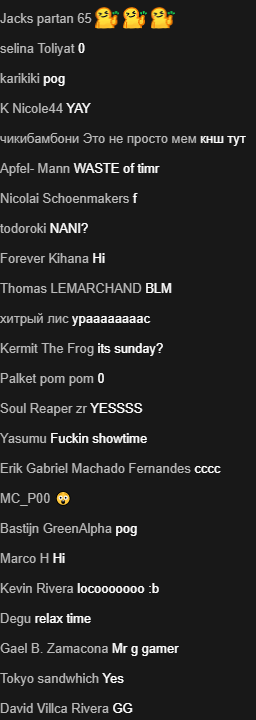 Jacks partan 65
selina Toliyat 0
karikiki pog
K Nicole44 YAY
чикибамбони Это не просто мем кнш тут
Apfel- Mann WASTE of timr
Nicolai Schoenmakers f
todoroki NANI?
Forever Kihana Hi
Thomas LEMARCHAND BLM
хитрый лис ураааааааас
Kermit The Frog its sunday?
Palket pom pom 0
Soul Reaper zr YESSSS
Yasumu Fuckin showtime
Erik Gabriel Machado Fernandes cccc
MC_P00
Bastijn GreenAlpha pog
Marco H Hi
Kevin Rivera locooooooo :b
Degu relax time
Gael B. Zamacona Mr g gamer
Tokyo sandwhich Yes
David Villca Rivera GG